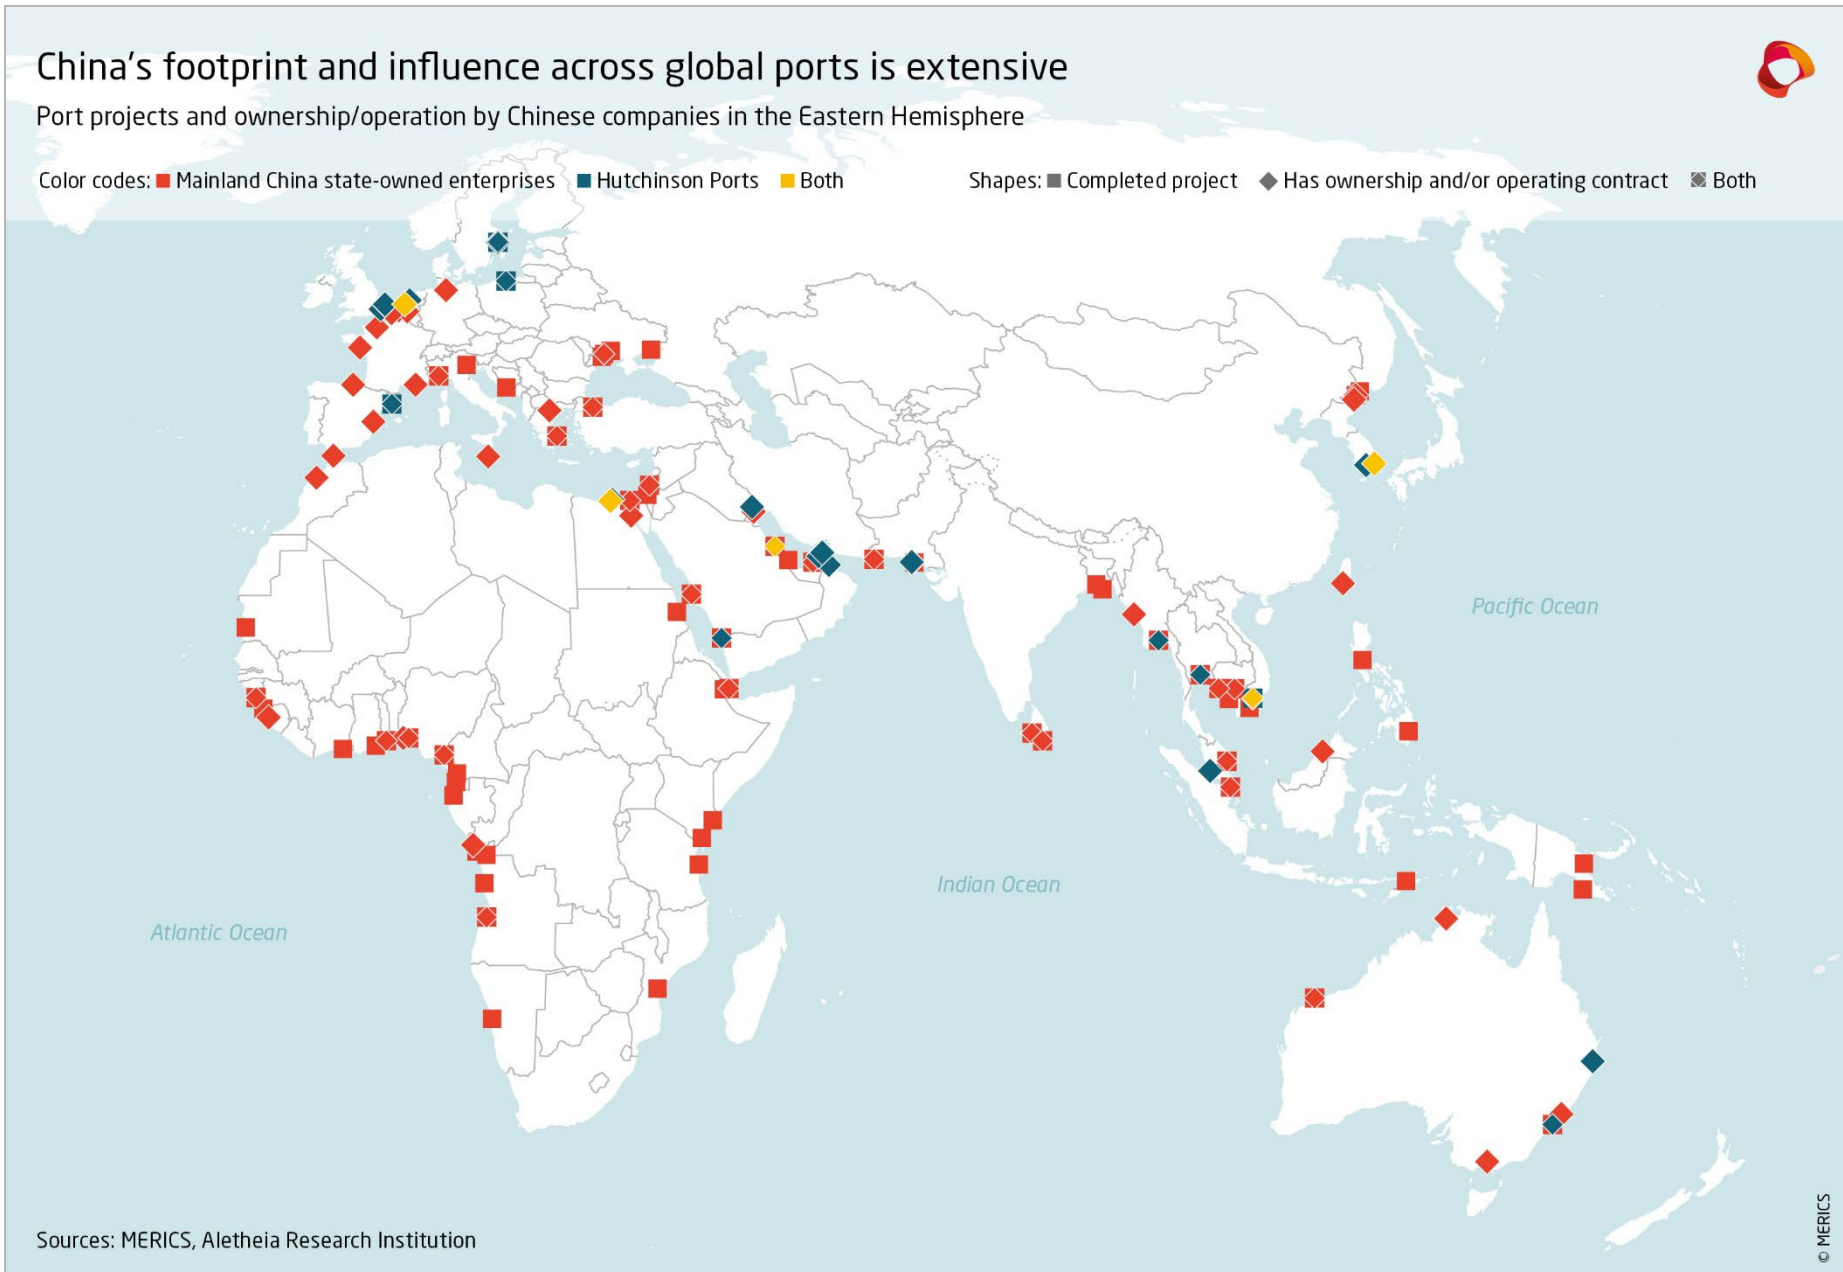 China's footprint and influence across global ports is extensive
Port projects and ownership/operation by Chinese companies in the Eastern Hemisphere
Color codes: Mainland China state-owned enterprises Hutchinson Ports Both Shapes: Completed project Has ownership and/or operating contract Both
Pacific Ocean
Indian Ocean
Atlantic Ocean
Sources: MERICS, Aletheia Research Institution
© MERICS